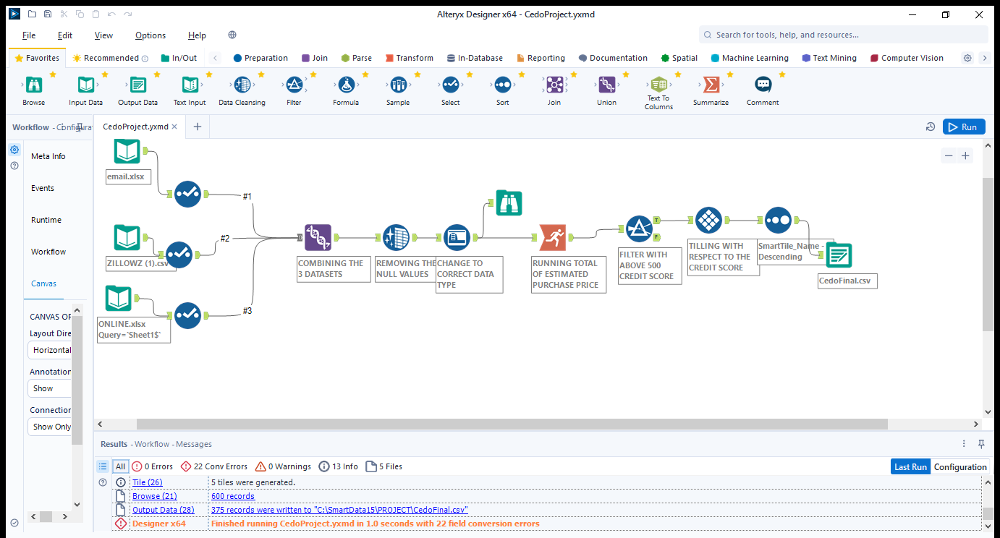 Alteryx Designer x64 - CedoProject.yxmd
File Edit View Options Help
Search for tools, help, and resources...
Favorites Recommended In/Out Preparation Join Parse Transform In-Database Reporting Documentation Spatial Machine Learning Text Mining Computer Vision
Browse Input Data Output Data Text Input Data Cleansing Filter Formula Sample Select Sort Join Union Text To Columns Summarize Comment
Workflow - Configurat
CedoProject.yxmd
Run
Meta Info
Events
Runtime
Workflow
Canvas
CANVAS OP
Layout Dire
Horizontal
Annotation
Show
Connection
Show Only
email.xlsx
#1
ZILLOWZ (1).csv
#2
ONLINE.xlsx
Query=`Sheet1$`
#3
COMBINING THE
3 DATASETS
REMOVING THE
NULL VALUES
CHANGE TO
CORRECT DATA
TYPE
RUNNING TOTAL
OF ESTIMATED
PURCHASE PRICE
T
F
FILTER WITH
ABOVE 500
CREDIT SCORE
TILLING WITH
RESPECT TO THE
CREDIT SCORE
SmartTile_Name -
Descending
CedoFinal.csv
Results - Workflow - Messages
All 0 Errors 22 Conv Errors 0 Warnings 13 Info 5 Files
Last Run Configuration
Tile (26) 5 tiles were generated.
Browse (21) 600 records
Output Data (28) 375 records were written to "C:\SmartData15\PROJECT\CedoFinal.csv"
Designer x64 Finished running CedoProject.yxmd in 1.0 seconds with 22 field conversion errors